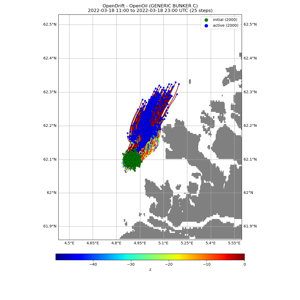 OpenDrift - OpenOil (GENERIC BUNKER C)
2022-03-18 11:00 to 2022-03-18 23:00 UTC (25 steps)
initial (2000)
active (2000)
62.5°N
62.5°N
62.4°N
62.4°N
62.3°N
62.3°N
62.2°N
62.2°N
62.1°N
62.1°N
62°N
62°N
61.9°N
61.9°N
4.5°E
4.65°E
4.8°E
4.95°E
5.1°E
5.25°E
5.4°E
5.55°E
−40
−30
−20
−10
0
z